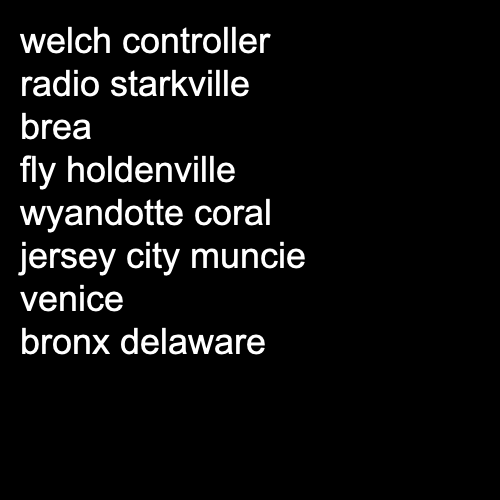 welch controller
radio starkville
brea
fly holdenville
wyandotte coral
jersey city muncie
venice
bronx delaware